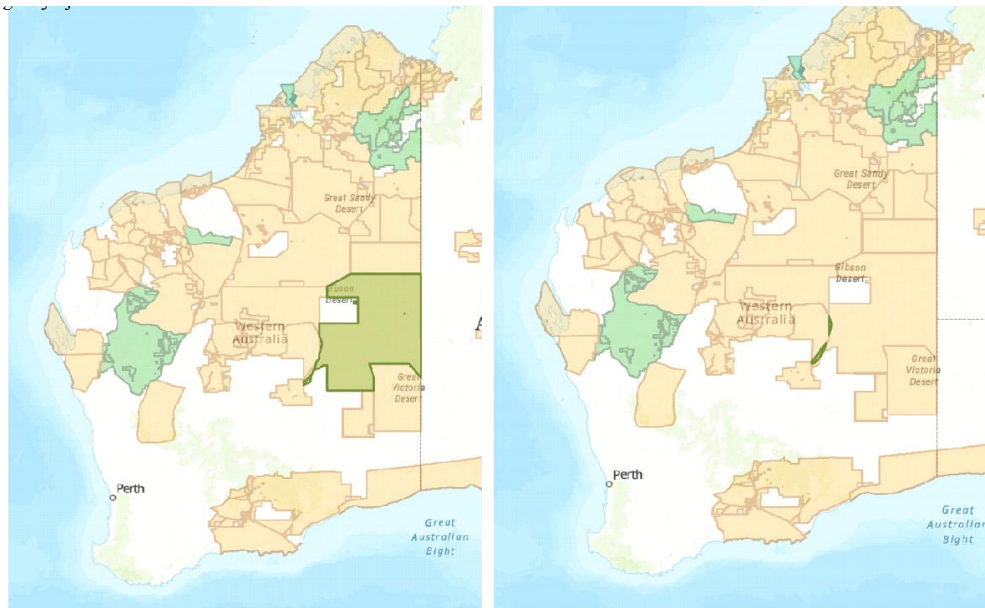 Great Sandy
Desert
Desert
Western
Australia
Great
Victoria
Desert
Perth
Great
Australian
Bight
A
Great Sandy
Desert
Gibson
Desert
Western
Australia
Great
Victoria
Desert
Perth
Great
Australian
Bight